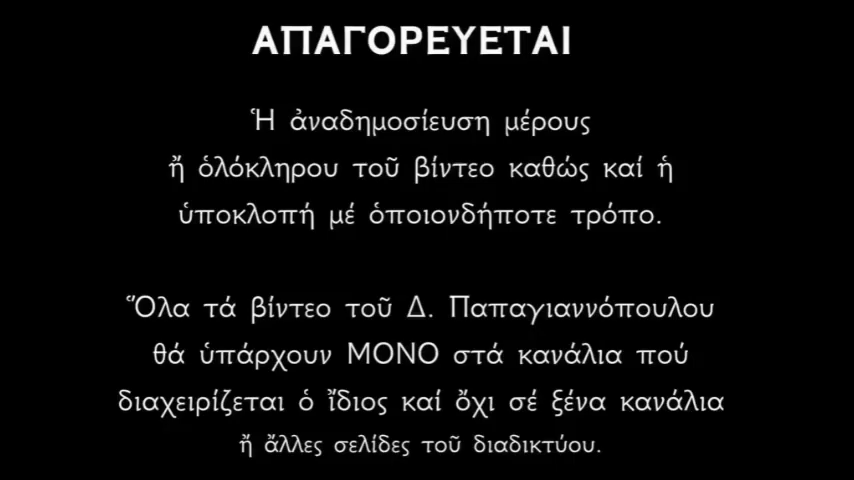 ΑΠΑΓΟΡΕΥΕΤΑΙ
Ἡ ἀναδημοσίευση μέρους
ἤ ὁλόκληρου τοῦ βίντεο καθώς καί ἡ
ὑποκλοπή μέ ὁποιονδήποτε τρόπο.
Ὅλα τά βίντεο τοῦ Δ. Παπαγιαννόπουλου
θά ὑπάρχουν ΜΟΝΟ στά κανάλια πού
διαχειρίζεται ὁ ἴδιος καί ὄχι σέ ξένα κανάλια
ἤ ἄλλες σελίδες τοῦ διαδικτύου.